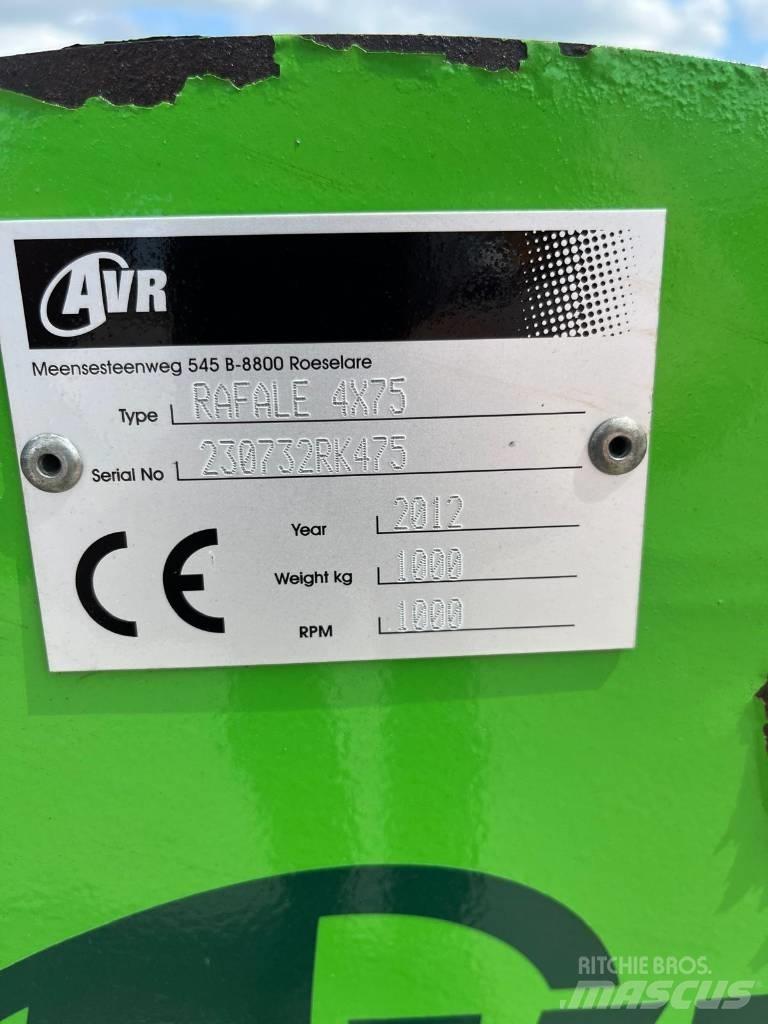 AVR
Meensesteenweg 545 B-8800 Roeselare
Type RAFALE 4X75
Serial No 230732RK475
Year 2012
CE
Weight kg 1000
RPM 1000
RITCHIE BROS.
MASCUS